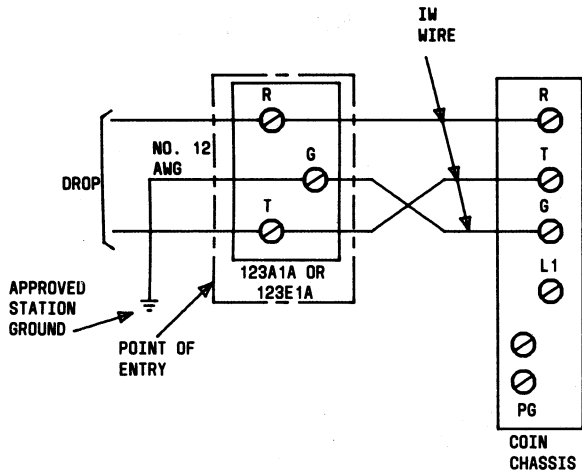 IW
WIRE
R
R
NO. 12
AWG
G
T
DROP
T
G
123A1A OR
123E1A
L1
APPROVED
STATION
GROUND
POINT OF
ENTRY
PG
COIN
CHASSIS